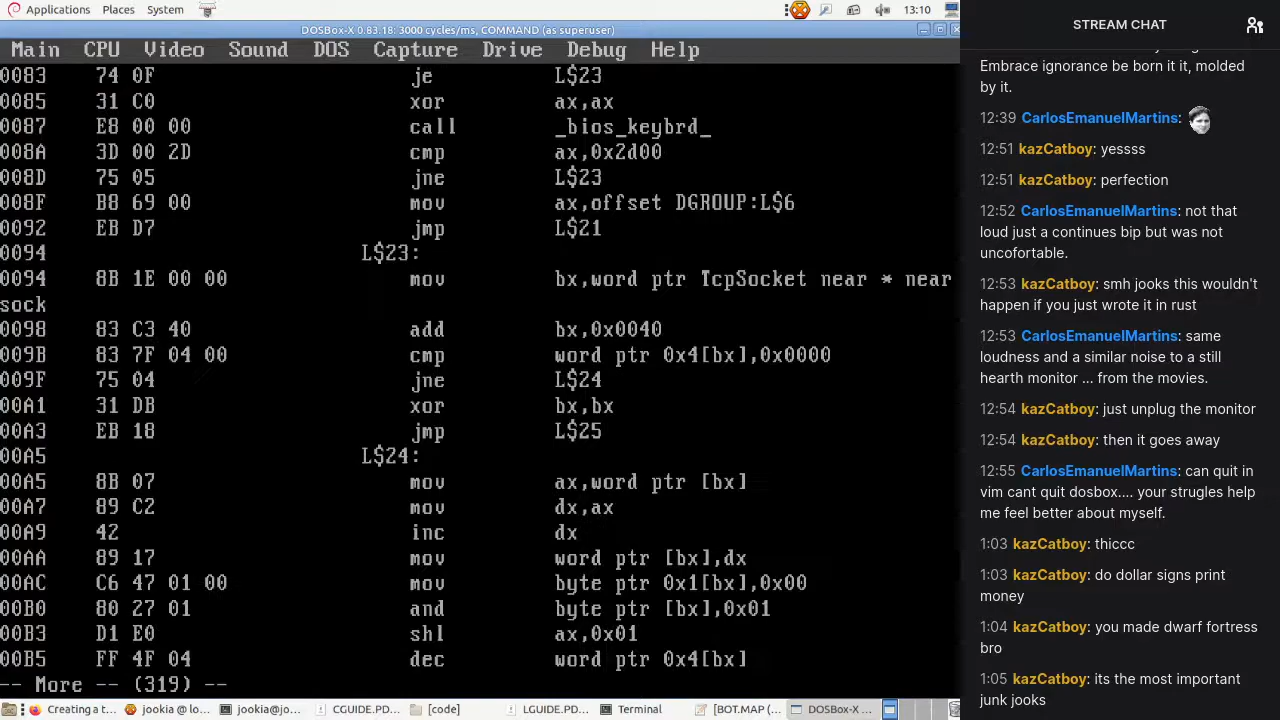 Applications Places System 13:10
DOSBox-X 0.83.18: 3000 cycles/ms, COMMAND (as superuser)
Main CPU Video Sound DOS Capture Drive Debug Help
0083 74 0F je L$23
0085 31 C0 xor ax,ax
0087 E8 00 00 call _bios_keybrd_
008A 3D 00 2D cmp ax,0x2d00
008D 75 05 jne L$23
008F B8 69 00 mov ax,offset DGROUP:L$6
0092 EB D7 jmp L$21
0094 L$23:
0094 8B 1E 00 00 mov bx,word ptr TcpSocket near * near
sock
0098 83 C3 40 add bx,0x0040
009B 83 7F 04 00 cmp word ptr 0x4[bx],0x0000
009F 75 04 jne L$24
00A1 31 DB xor bx,bx
00A3 EB 18 jmp L$25
00A5 L$24:
00A5 8B 07 mov ax,word ptr [bx]
00A7 89 C2 mov dx,ax
00A9 42 inc dx
00AA 89 17 mov word ptr [bx],dx
00AC C6 47 01 00 mov byte ptr 0x1[bx],0x00
00B0 80 27 01 and byte ptr [bx],0x01
00B3 D1 E0 shl ax,0x01
00B5 FF 4F 04 dec word ptr 0x4[bx]
-- More -- (319) --
Creating a t... jookia @ lo... jookia@jo... CGUIDE.PD... [code] LGUIDE.PD... Terminal [BOT.MAP (... DOSBox-X ...
STREAM CHAT
Embrace ignorance be born it it, molded
by it.
12:39 CarlosEmanuelMartins:
12:51 kazCatboy: yessss
12:51 kazCatboy: perfection
12:52 CarlosEmanuelMartins: not that
loud just a continues bip but was not
uncofortable.
12:53 kazCatboy: smh jooks this wouldn't
happen if you just wrote it in rust
12:53 CarlosEmanuelMartins: same
loudness and a similar noise to a still
hearth monitor ... from the movies.
12:54 kazCatboy: just unplug the monitor
12:54 kazCatboy: then it goes away
12:55 CarlosEmanuelMartins: can quit in
vim cant quit dosbox.... your strugles help
me feel better about myself.
1:03 kazCatboy: thiccc
1:03 kazCatboy: do dollar signs print
money
1:04 kazCatboy: you made dwarf fortress
bro
1:05 kazCatboy: its the most important
junk jooks